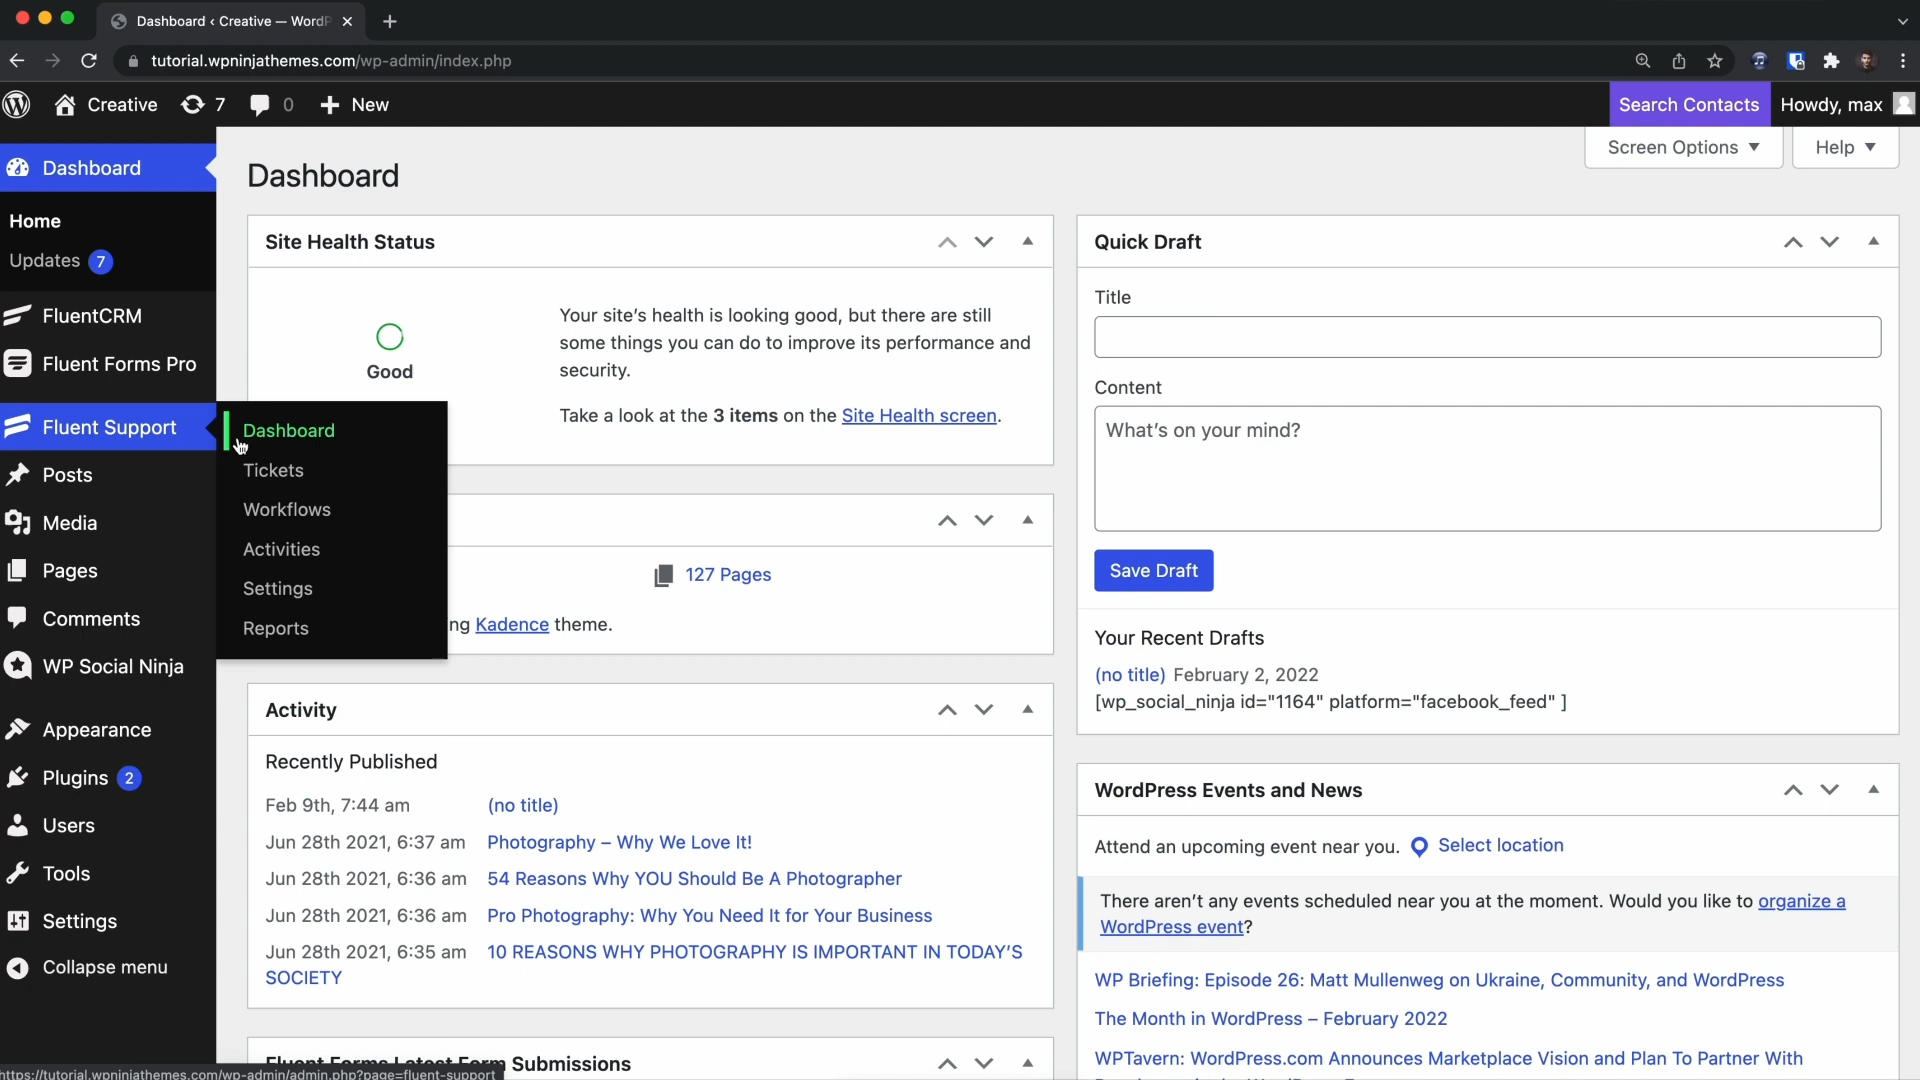 Dashboard ‹ Creative — WordP
tutorial.wpninjathemes.com/wp-admin/index.php
Creative 7 0 New Search Contacts Howdy, max
Screen Options Help
Dashboard
Dashboard
Home
Updates 7
FluentCRM
Fluent Forms Pro
Fluent Support
Posts
Media
Pages
Comments
WP Social Ninja
Appearance
Plugins 2
Users
Tools
Settings
Collapse menu
Dashboard
Tickets
Workflows
Activities
Settings
Reports
Site Health Status
Good
Your site's health is looking good, but there are still
some things you can do to improve its performance and
security.
Take a look at the 3 items on the Site Health screen.
127 Pages
ng Kadence theme.
Activity
Recently Published
Feb 9th, 7:44 am (no title)
Jun 28th 2021, 6:37 am Photography – Why We Love It!
Jun 28th 2021, 6:36 am 54 Reasons Why YOU Should Be A Photographer
Jun 28th 2021, 6:36 am Pro Photography: Why You Need It for Your Business
Jun 28th 2021, 6:35 am 10 REASONS WHY PHOTOGRAPHY IS IMPORTANT IN TODAY'S
SOCIETY
Fluent Forms Latest Form Submissions
Quick Draft
Title
Content
What's on your mind?
Save Draft
Your Recent Drafts
(no title) February 2, 2022
[wp_social_ninja id="1164" platform="facebook_feed" ]
WordPress Events and News
Attend an upcoming event near you. Select location
There aren't any events scheduled near you at the moment. Would you like to organize a
WordPress event?
WP Briefing: Episode 26: Matt Mullenweg on Ukraine, Community, and WordPress
The Month in WordPress – February 2022
WPTavern: WordPress.com Announces Marketplace Vision and Plan To Partner With
https://tutorial.wpninjathemes.com/wp-admin/admin.php?page=fluent-support